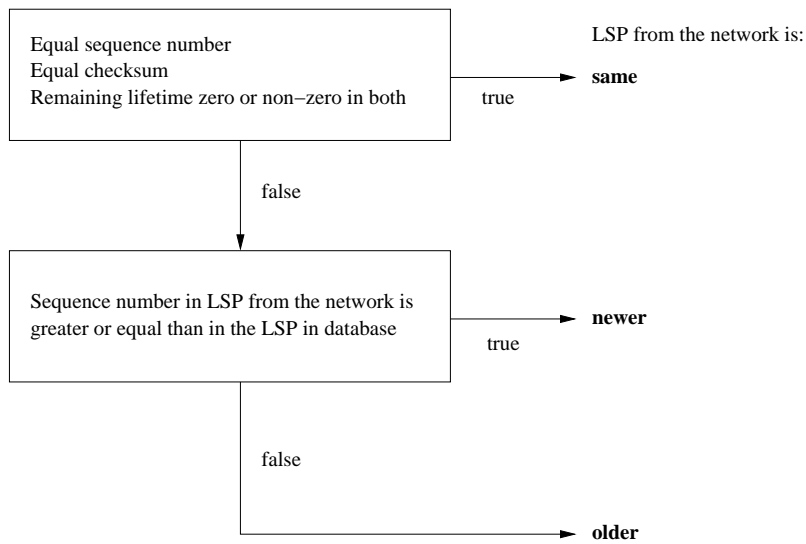 LSP from the network is:
Equal sequence number
Equal checksum
Remaining lifetime zero or non−zero in both
true
same
false
Sequence number in LSP from the network is
greater or equal than in the LSP in database
true
newer
false
older